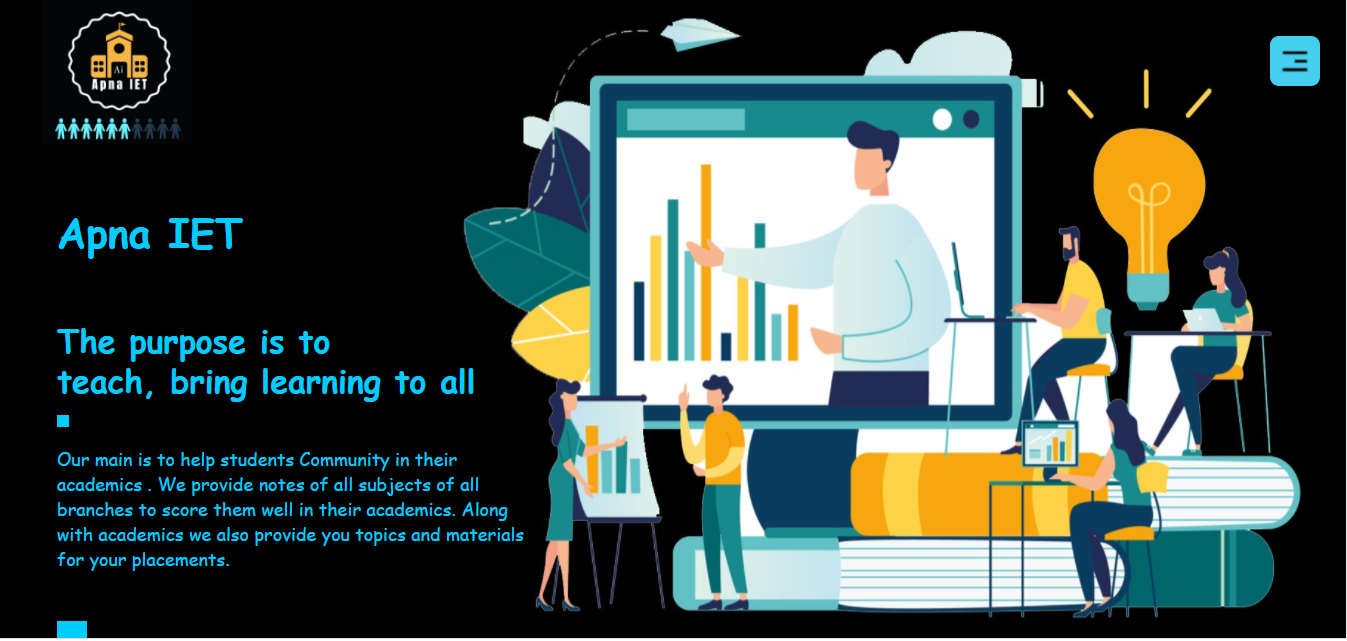 Ai
Apna IET
Apna IET
The purpose is to
teach, bring learning to all
Our main is to help students Community in their
academics . We provide notes of all subjects of all
branches to score them well in their academics. Along
with academics we also provide you topics and materials
for your placements.